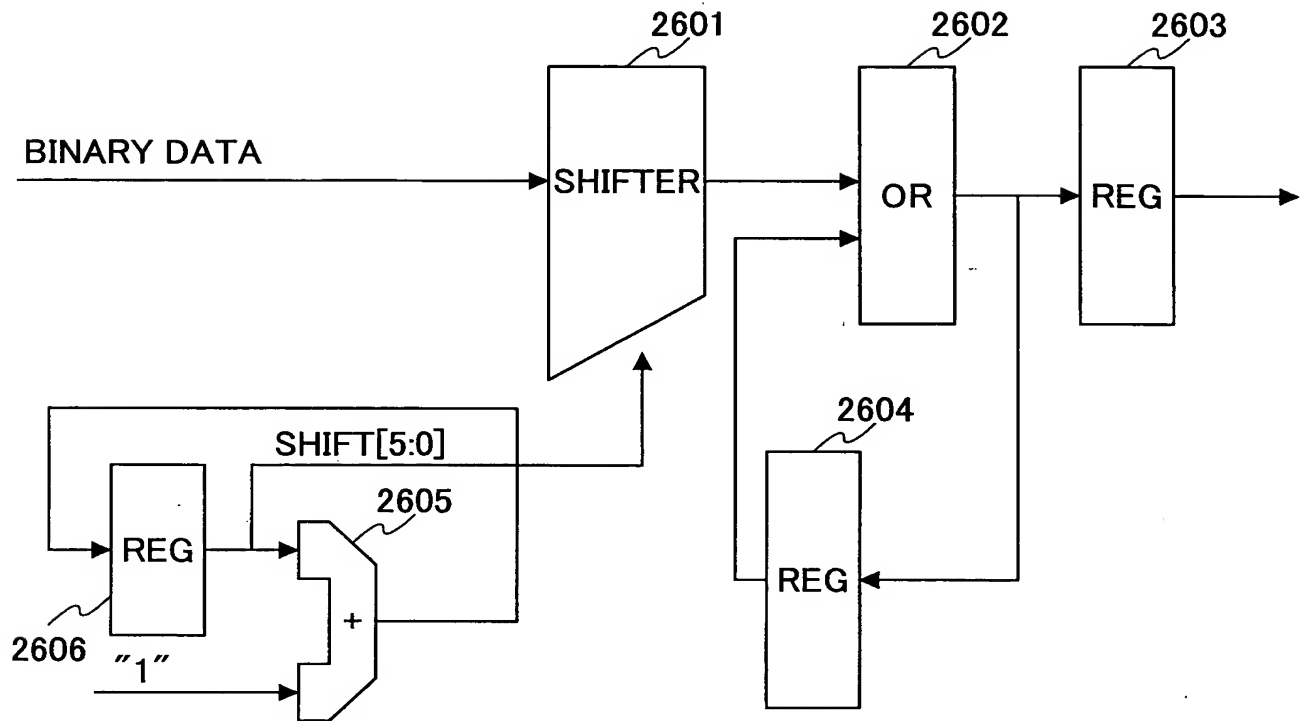 2601
2602
2603
BINARY DATA
SHIFTER
OR
REG
2604
SHIFT[5:0]
2605
REG
REG
+
2606
"1"